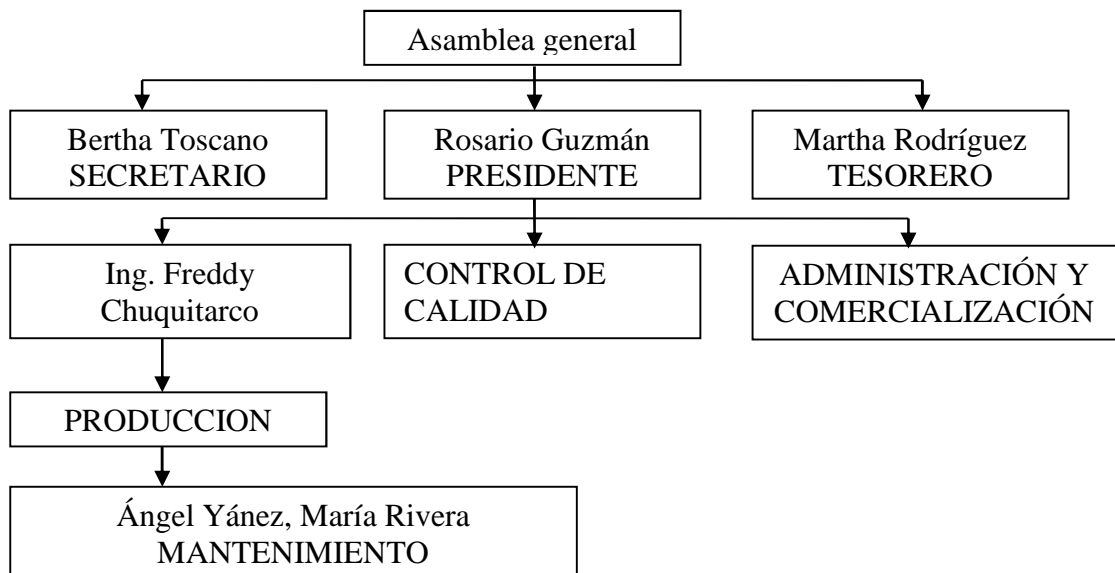 Asamblea general
Bertha Toscano
SECRETARIO
Rosario Guzmán
PRESIDENTE
Martha Rodríguez
TESORERO
Ing. Freddy
Chuquitarco
CONTROL DE
CALIDAD
ADMINISTRACIÓN Y
COMERCIALIZACIÓN
PRODUCCION
Ángel Yánez, María Rivera
MANTENIMIENTO